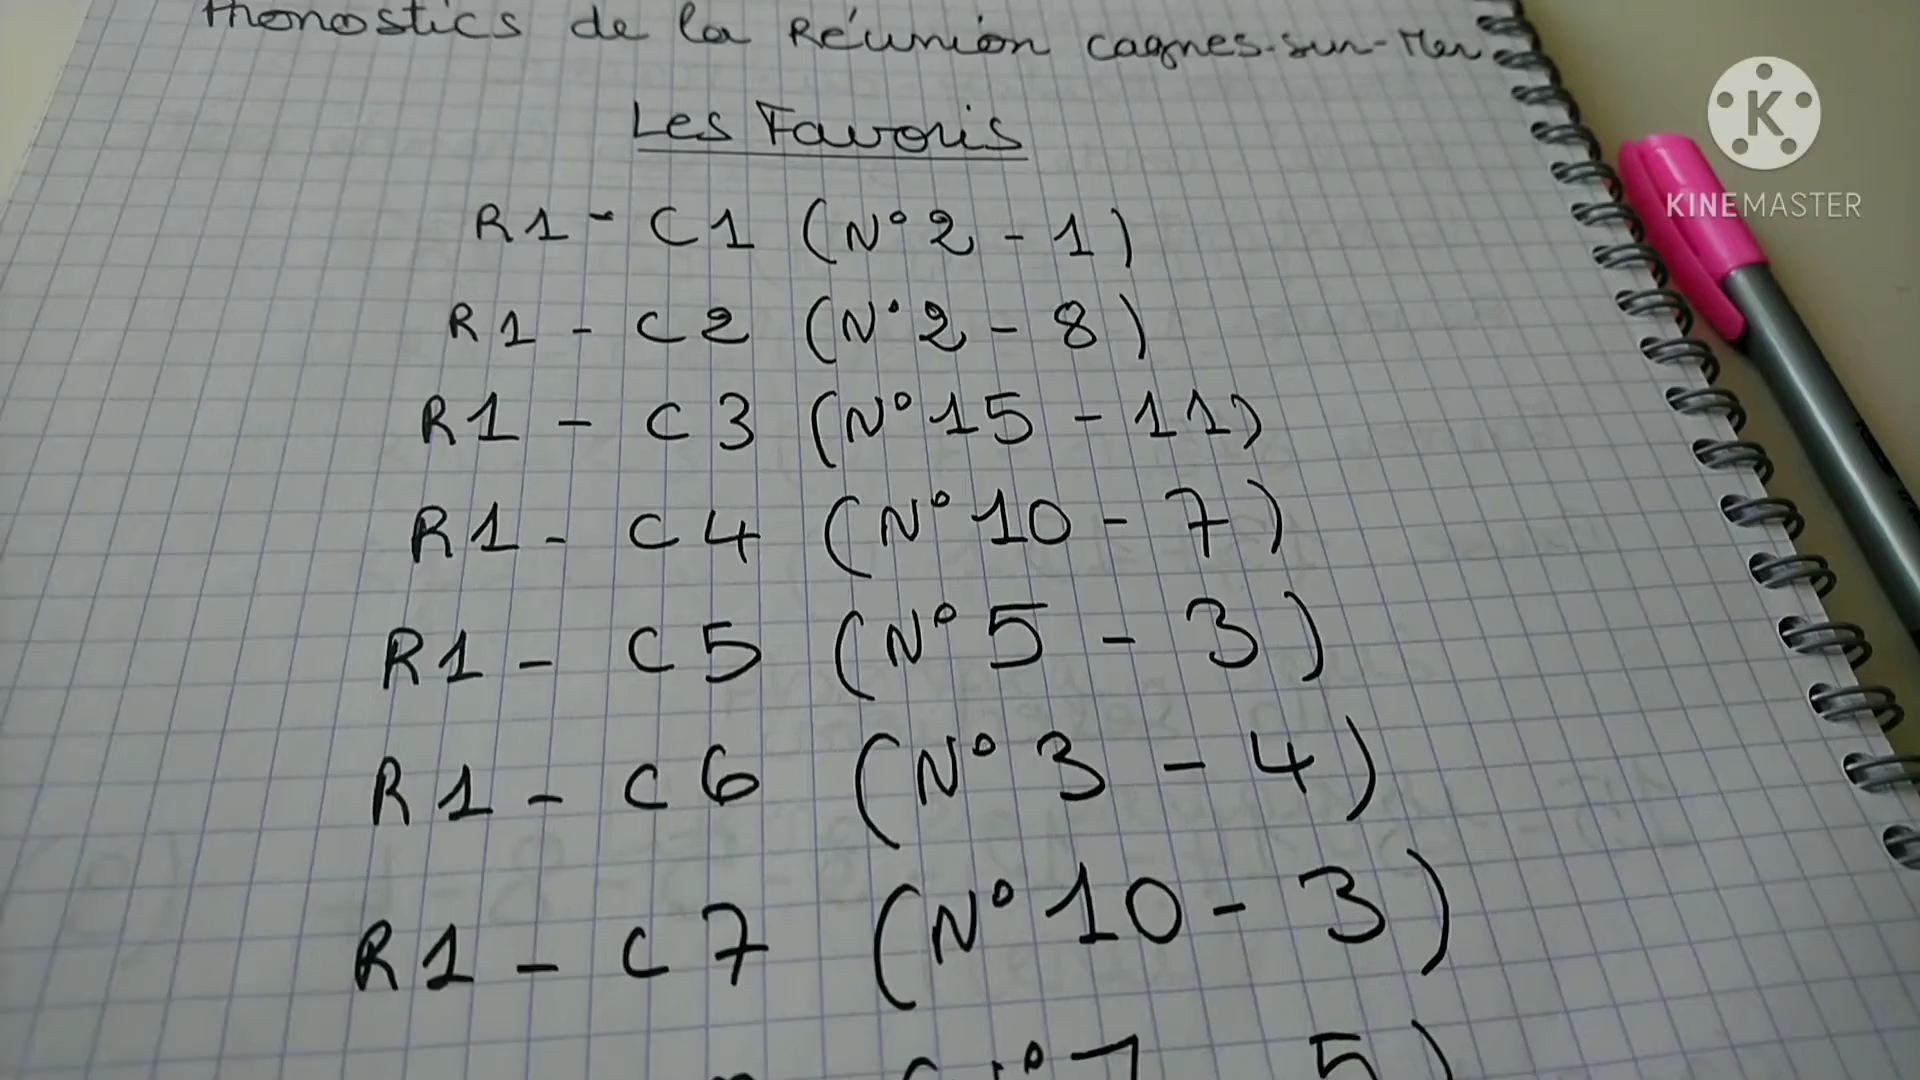 Pronostics de la Réunion cagnes-sur-Mer
Les Favoris
R1 - C1 (N° 2 - 1)
R1 - C2 (N° 2 - 8)
R1 - C3 (N° 15 - 11)
R1 - C4 (N° 10 - 7)
R1 - C5 (N° 5 - 3)
R1 - C6 (N° 3 - 4)
R1 - C7 (N° 10 - 3)
K
KINEMASTER